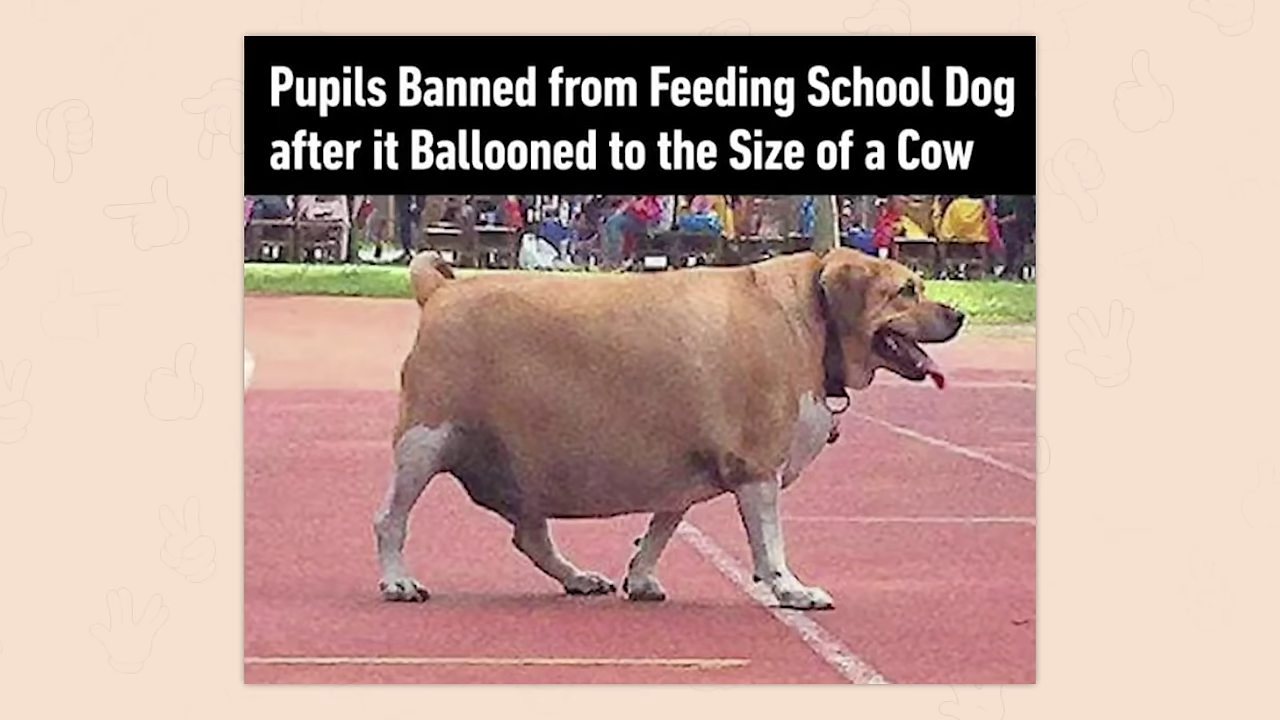 Pupils Banned from Feeding School Dog
after it Ballooned to the Size of a Cow